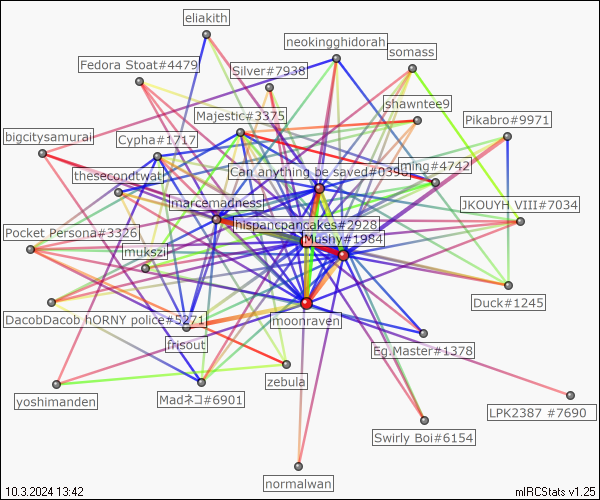 eliakith
neokingghidorah
somass
Fedora Stoat#4479
Silver#7938
shawntee9
Majestic#3375
Pikabro#9971
bigcitysamurai
Cypha#1717
ming#4742
thesecondtwat
Can anything be saved#039
marcemadness
JKOUYH VIII#7034
hispancpancakes#2928
Pocket Persona#3326
Mushy#1984
mukszi
Duck#1245
DacobDacob hORNY police#5271
moonraven
friscut
Eg.Master#1378
zebula
yoshimanden
Madネコ#6901
LPK2387 #7690
Swirly Boi#6154
normalwan
10.3.2024 13:42
mIRCStats v1.25